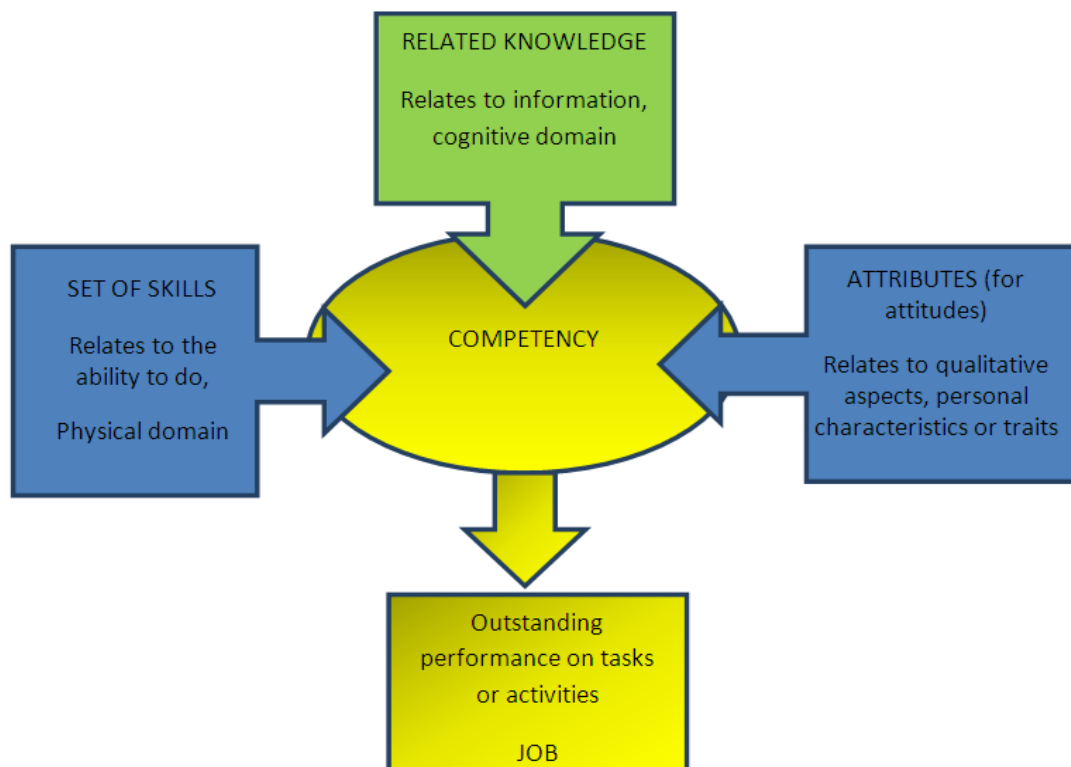 RELATED KNOWLEDGE
Relates to information,
cognitive domain
SET OF SKILLS
Relates to the
ability to do,
Physical domain
COMPETENCY
ATTRIBUTES (for
attitudes)
Relates to qualitative
aspects, personal
characteristics or traits
Outstanding
performance on tasks
or activities
JOB